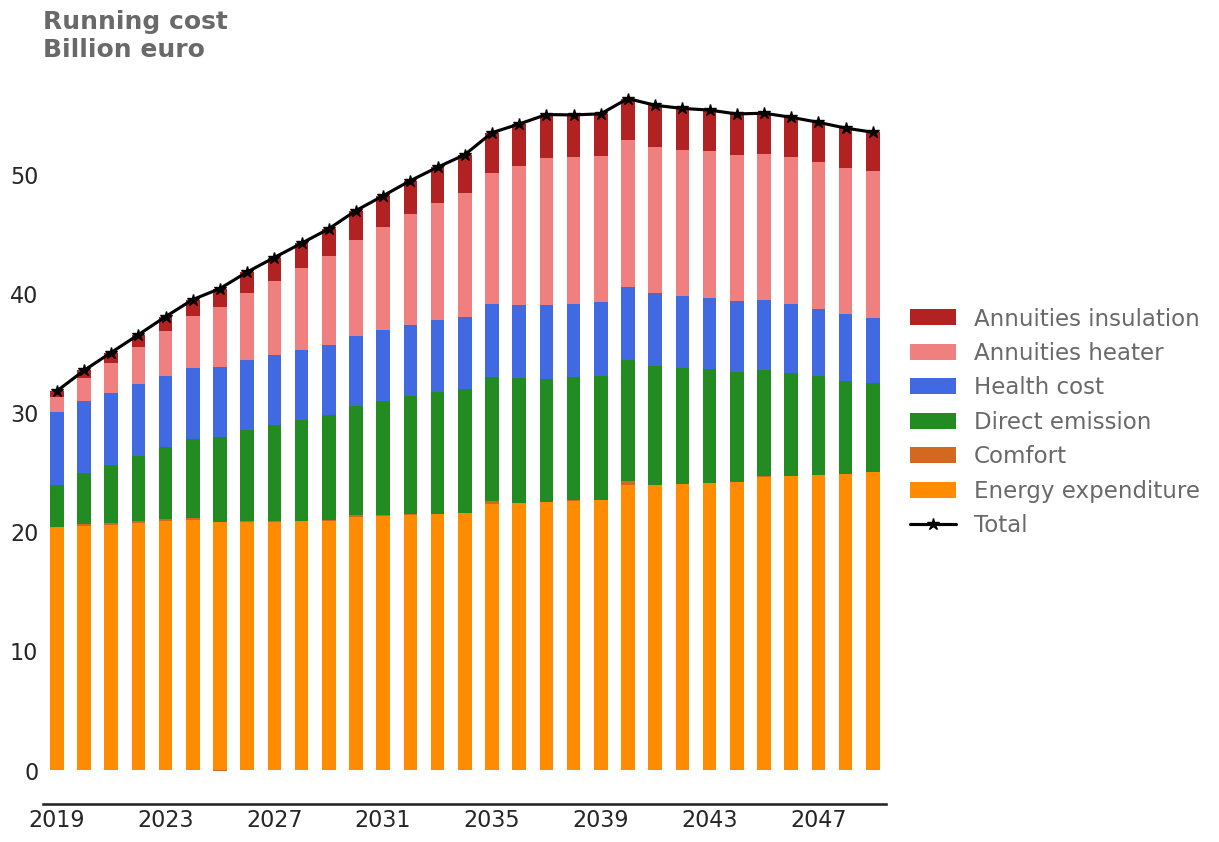 Running cost
Billion euro
50
40
30
20
10
0
2019 2023 2027 2031 2035 2039 2043 2047
Annuities insulation
Annuities heater
Health cost
Direct emission
Comfort
Energy expenditure
Total